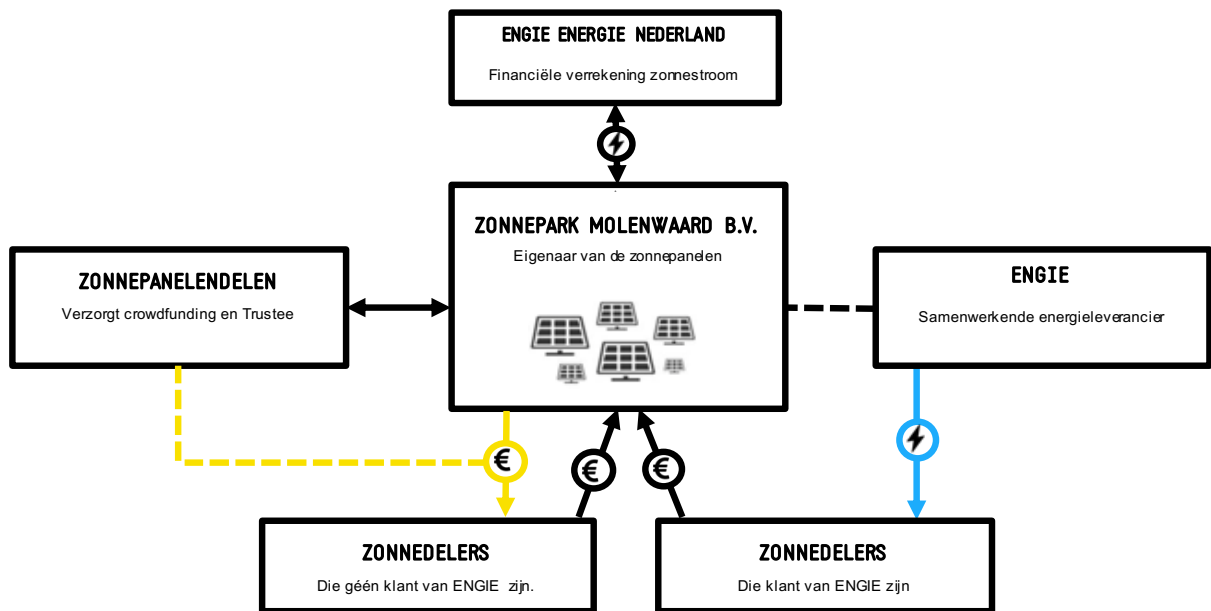 ENGIE ENERGIE NEDERLAND
Financiële verrekening zonnestroom
ZONNEPARK MOLENWAARD B.V.
Eigenaar van de zonnepanelen
ZONNEPANELENDELEN
Verzorgt crowdfunding en Trustee
ENGIE
Samenwerkende energieleverancier
€
€
€
ZONNEDELERS
Die géén klant van ENGIE zijn.
ZONNEDELERS
Die klant van ENGIE zijn